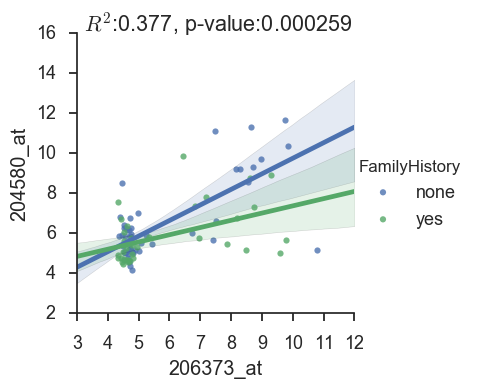 R²:0.377, p-value:0.000259
16
14
12
10
8
6
4
2
204580_at
3 4 5 6 7 8 9 10 11 12
206373_at
FamilyHistory
none
yes